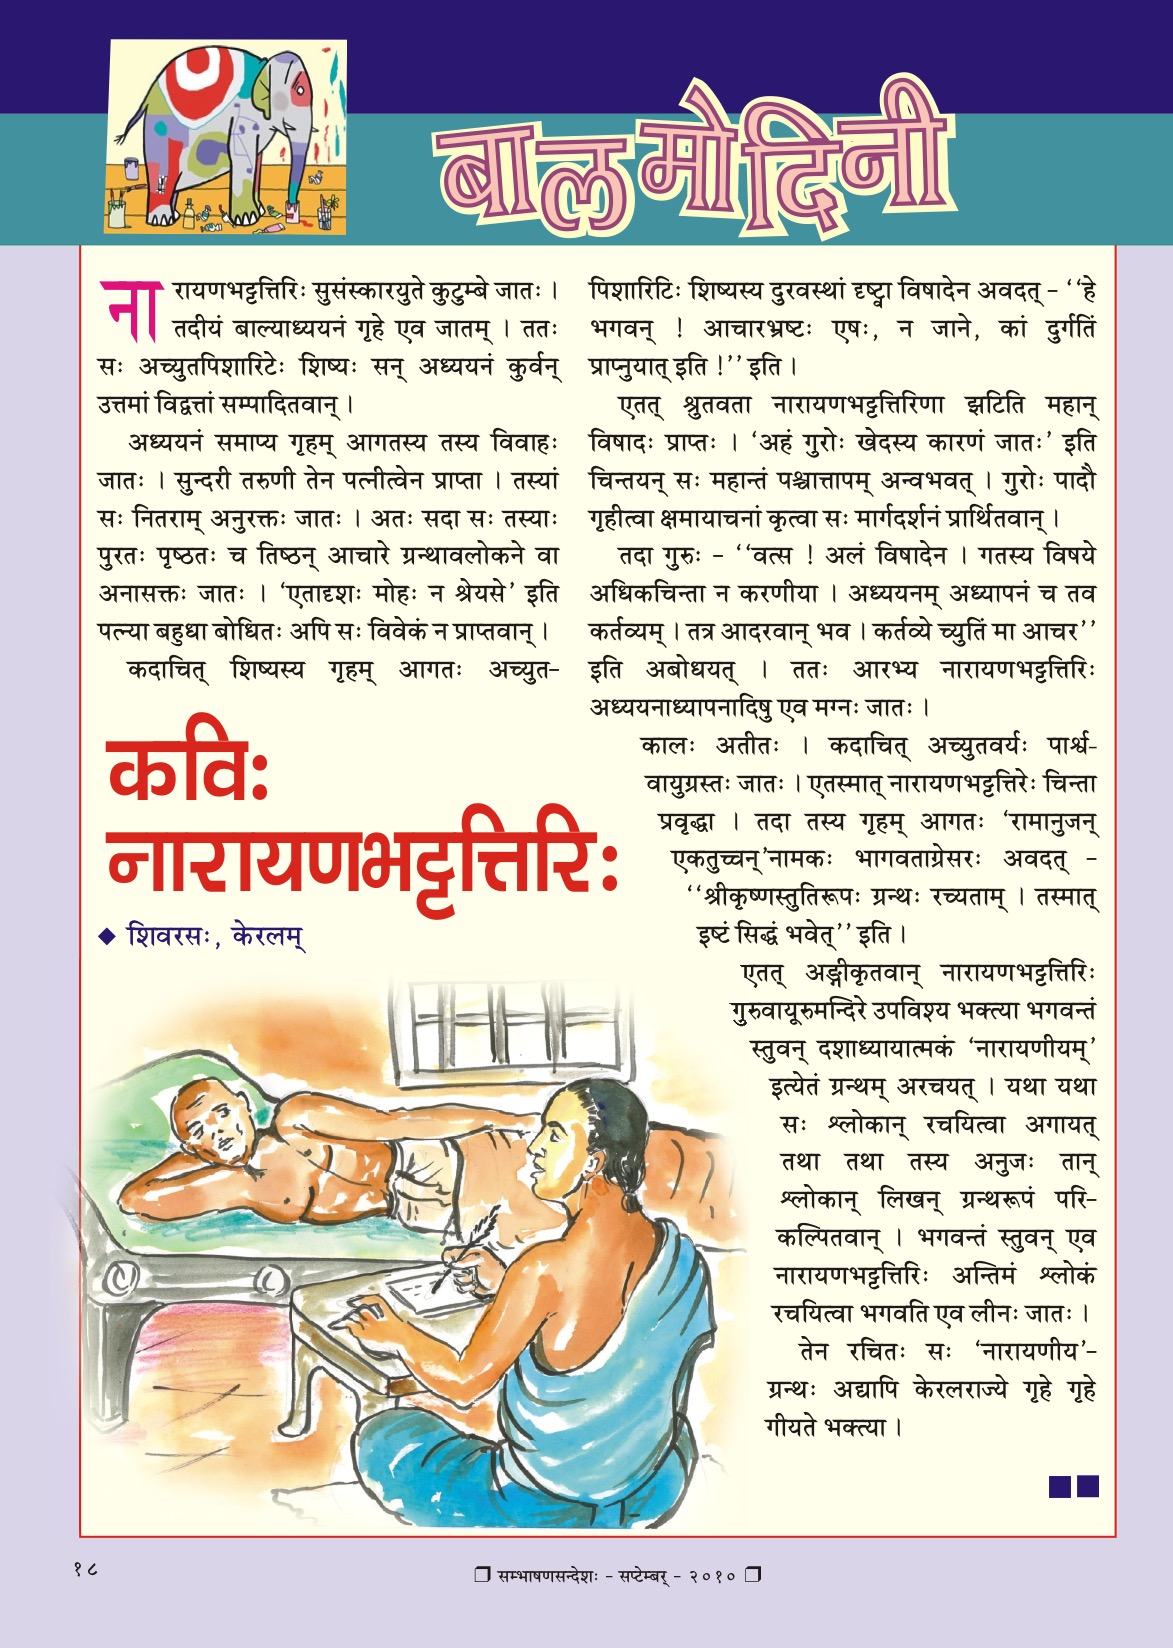 बालमोदिनी
नारायणभट्टत्तिरिः सुसंस्कारयुते कुटुम्बे जातः ।
तदीयं बाल्याध्ययनं गृहे एव जातम् । ततः
सः अच्युतपिशारिटेः शिष्यः सन् अध्ययनं कुर्वन्
उत्तमां विद्वत्तां सम्पादितवान् ।
अध्ययनं समाप्य गृहम् आगतस्य तस्य विवाहः
जातः । सुन्दरी तरुणी तेन पत्नीत्वेन प्राप्ता । तस्यां
सः नितराम् अनुरक्तः जातः । अतः सदा सः तस्याः
पुरतः पृष्ठतः च तिष्ठन् आचारे ग्रन्थावलोकने वा
अनासक्तः जातः । ‘एतादृशः मोहः न श्रेयसे’ इति
पत्न्या बहुधा बोधितः अपि सः विवेकं न प्राप्तवान् ।
कदाचित् शिष्यस्य गृहम् आगतः अच्युत-
कविः
नारायणभट्टत्तिरिः
◆ शिवरसः, केरलम्
पिशारिटिः शिष्यस्य दुरवस्थां दृष्ट्वा विषादेन अवदत् - ‘‘हे
भगवन् ! आचारभ्रष्टः एषः, न जाने, कां दुर्गतिं
प्राप्नुयात् इति !’’ इति ।
एतत् श्रुतवता नारायणभट्टत्तिरिणा झटिति महान्
विषादः प्राप्तः । ‘अहं गुरोः खेदस्य कारणं जातः’ इति
चिन्तयन् सः महान्तं पश्चात्तापम् अन्वभवत् । गुरोः पादौ
गृहीत्वा क्षमायाचनां कृत्वा सः मार्गदर्शनं प्रार्थितवान् ।
तदा गुरुः - ‘‘वत्स ! अलं विषादेन । गतस्य विषये
अधिकचिन्ता न करणीया । अध्ययनम् अध्यापनं च तव
कर्तव्यम् । तत्र आदरवान् भव । कर्तव्ये च्युतिं मा आचर’’
इति अबोधयत् । ततः आरभ्य नारायणभट्टत्तिरिः
अध्ययनाध्यापनादिषु एव मग्नः जातः ।
कालः अतीतः । कदाचित् अच्युतवर्यः पार्श्व-
वायुग्रस्तः जातः । एतस्मात् नारायणभट्टत्तिरेः चिन्ता
प्रवृद्धा । तदा तस्य गृहम् आगतः ‘रामानुजन्
एकतुच्चन्’नामकः भागवताग्रेसरः अवदत् -
‘‘श्रीकृष्णस्तुतिरूपः ग्रन्थः रच्यताम् । तस्मात्
इष्टं सिद्धं भवेत्’’ इति ।
एतत् अङ्गीकृतवान् नारायणभट्टत्तिरिः
गुरुवायूरुमन्दिरे उपविश्य भक्त्या भगवन्तं
स्तुवन् दशाध्यायात्मकं ‘नारायणीयम्’
इत्येतं ग्रन्थम् अरचयत् । यथा यथा
सः श्लोकान् रचयित्वा अगायत्
तथा तथा तस्य अनुजः तान्
श्लोकान् लिखन् ग्रन्थरूपं परि-
कल्पितवान् । भगवन्तं स्तुवन् एव
नारायणभट्टत्तिरिः अन्तिमं श्लोकं
रचयित्वा भगवति एव लीनः जातः ।
तेन रचितः सः ‘नारायणीय’-
ग्रन्थः अद्यापि केरलराज्ये गृहे गृहे
गीयते भक्त्या ।
१८
❐ सम्भाषणसन्देशः - सप्टेम्बर् - २०१० ❐